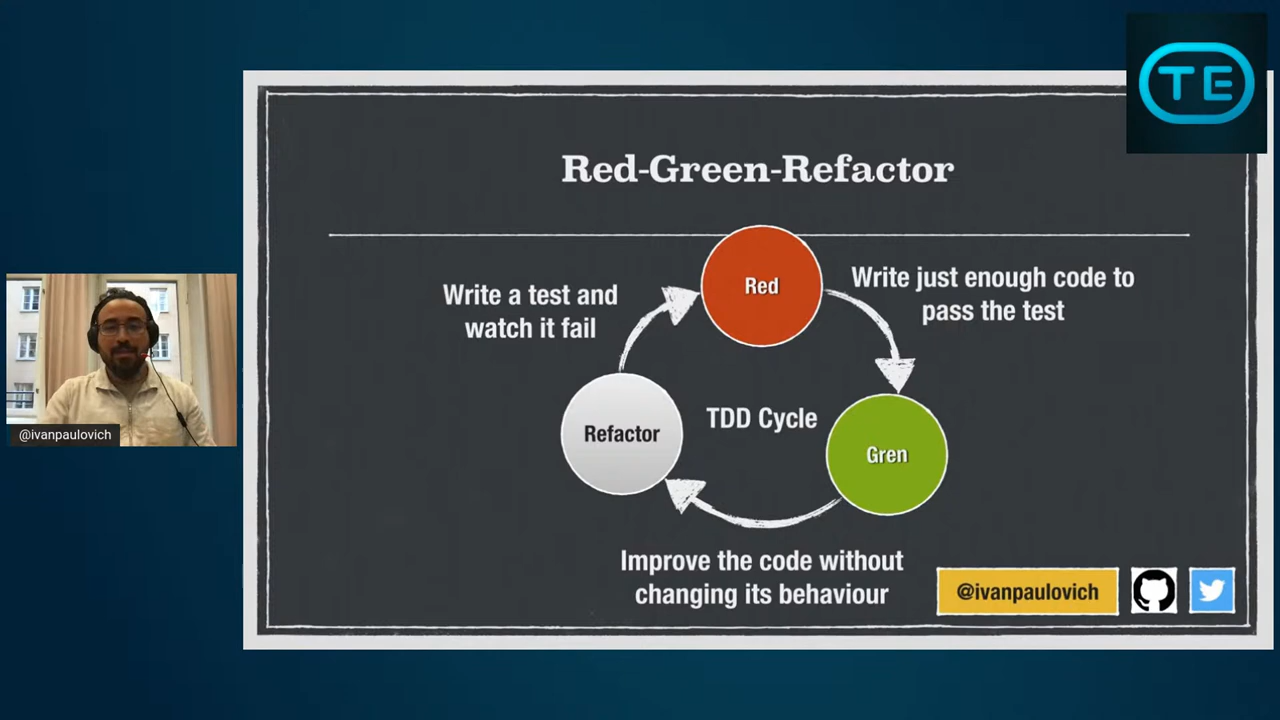 TE
Red-Green-Refactor
Write a test and
watch it fail
Red
Write just enough code to
pass the test
Refactor
TDD Cycle
Gren
Improve the code without
changing its behaviour
@ivanpaulovich
@ivanpaulovich